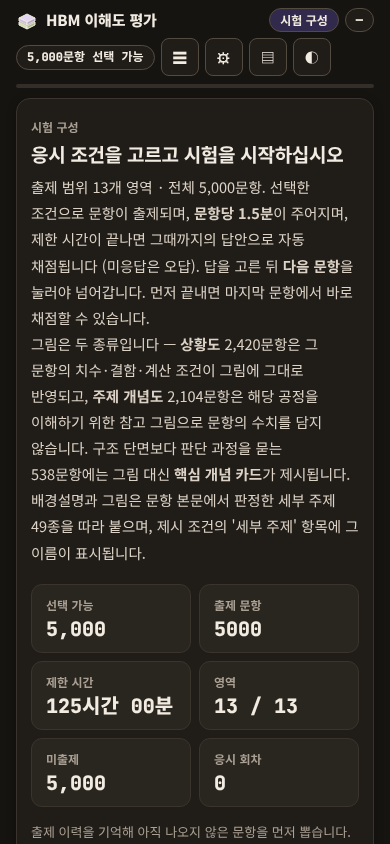 HBM 이해도 평가
시험 구성
5,000문항 선택 가능
시험 구성
응시 조건을 고르고 시험을 시작하십시오
출제 범위 13개 영역 · 전체 5,000문항. 선택한
조건으로 문항이 출제되며, 문항당 1.5분이 주어지며,
제한 시간이 끝나면 그때까지의 답안으로 자동
채점됩니다 (미응답은 오답). 답을 고른 뒤 다음 문항을
눌러야 넘어갑니다. 먼저 끝내면 마지막 문항에서 바로
채점할 수 있습니다.
그림은 두 종류입니다 — 상황도 2,420문항은 그
문항의 치수·결함·계산 조건이 그림에 그대로
반영되고, 주제 개념도 2,104문항은 해당 공정을
이해하기 위한 참고 그림으로 문항의 수치를 담지
않습니다. 구조 단면보다 판단 과정을 묻는
538문항에는 그림 대신 핵심 개념 카드가 제시됩니다.
배경설명과 그림은 문항 본문에서 판정한 세부 주제
49종을 따라 붙으며, 제시 조건의 '세부 주제' 항목에 그
이름이 표시됩니다.
선택 가능
5,000
출제 문항
5000
제한 시간
125시간 00분
영역
13 / 13
미출제
5,000
응시 회차
0
출제 이력을 기억해 아직 나오지 않은 문항을 먼저 뽑습니다.